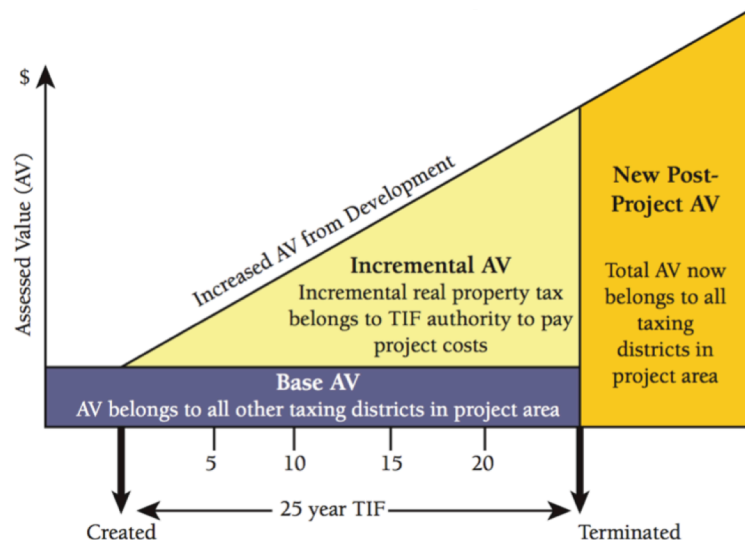 $
Assessed Value (AV)
Increased AV from Development
Incremental AV
Incremental real property tax
belongs to TIF authority to pay
project costs
New Post-
Project AV
Total AV now
belongs to all
taxing
districts in
project area
Base AV
AV belongs to all other taxing districts in project area
5 10 15 20
25 year TIF
Created
Terminated